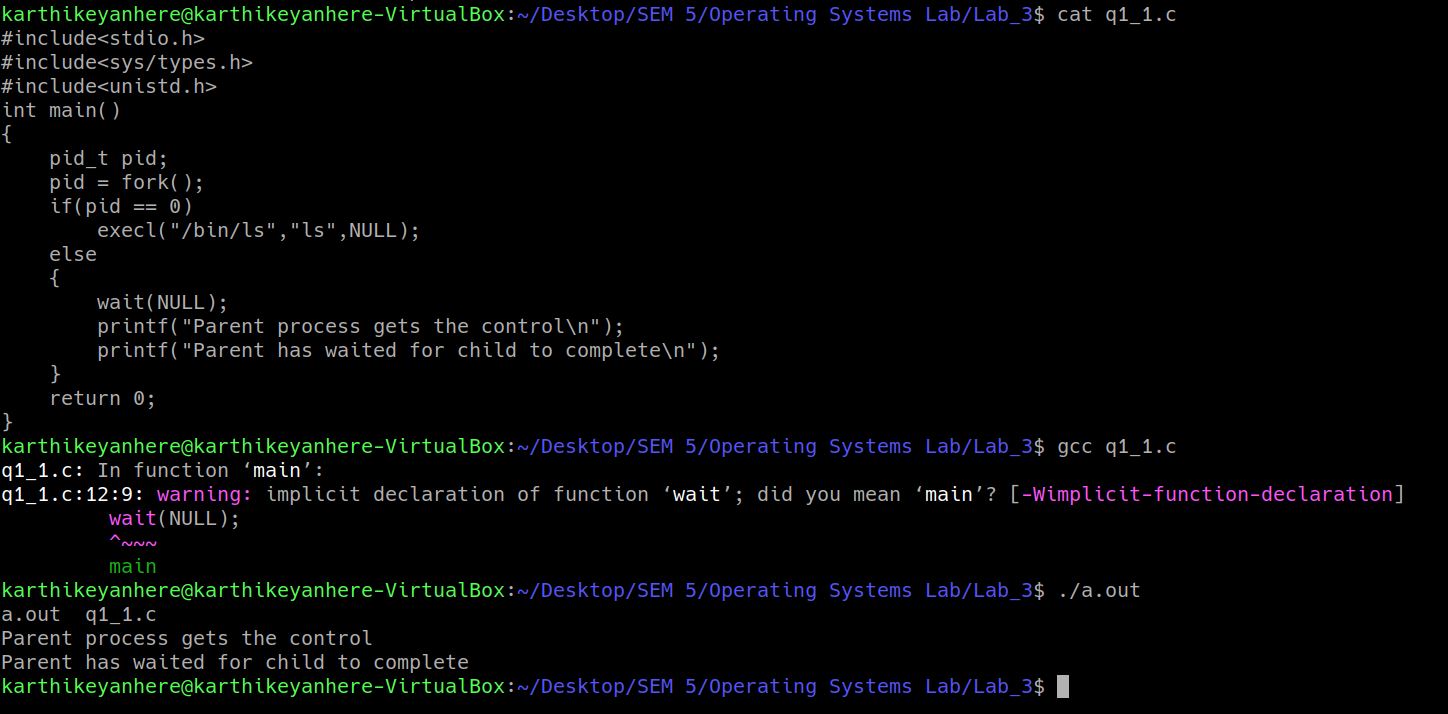 karthikeyanhere@karthikeyanhere-VirtualBox:~/Desktop/SEM 5/Operating Systems Lab/Lab_3$ cat q1_1.c
#include<stdio.h>
#include<sys/types.h>
#include<unistd.h>
int main()
{
    pid_t pid;
    pid = fork();
    if(pid == 0)
        execl("/bin/ls","ls",NULL);
    else
    {
        wait(NULL);
        printf("Parent process gets the control\n");
        printf("Parent has waited for child to complete\n");
    }
    return 0;
}
karthikeyanhere@karthikeyanhere-VirtualBox:~/Desktop/SEM 5/Operating Systems Lab/Lab_3$ gcc q1_1.c
q1_1.c: In function ‘main’:
q1_1.c:12:9: warning: implicit declaration of function ‘wait’; did you mean ‘main’? [-Wimplicit-function-declaration]
         wait(NULL);
         ^~~~
         main
karthikeyanhere@karthikeyanhere-VirtualBox:~/Desktop/SEM 5/Operating Systems Lab/Lab_3$ ./a.out
a.out  q1_1.c
Parent process gets the control
Parent has waited for child to complete
karthikeyanhere@karthikeyanhere-VirtualBox:~/Desktop/SEM 5/Operating Systems Lab/Lab_3$